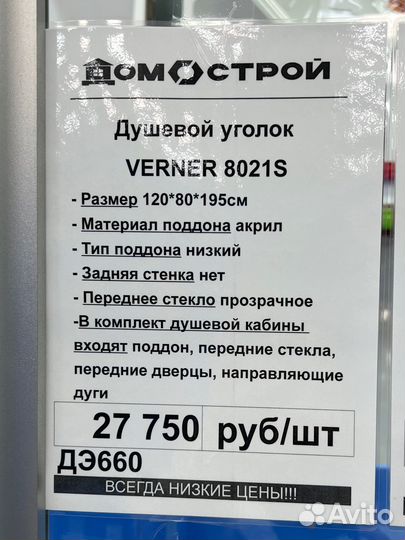 ДОМОСТРОЙ
Душевой уголок
VERNER 8021S
- Размер 120*80*195см
- Материал поддона акрил
- Тип поддона низкий
- Задняя стенка нет
- Переднее стекло прозрачное
-В комплект душевой кабины
входят поддон, передние стекла,
передние дверцы, направляющие
дуги
27 750 руб/шт
ДЭ660
ВСЕГДА НИЗКИЕ ЦЕНЫ!!!
Avito